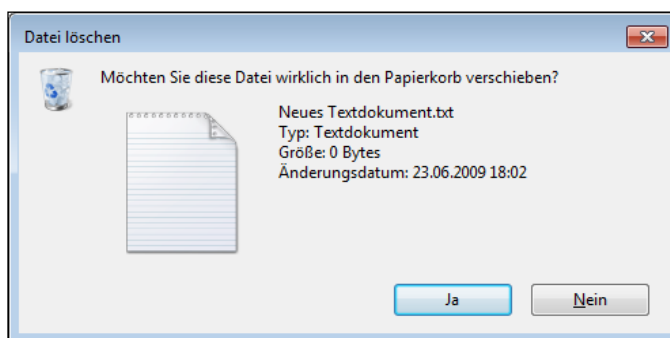 Datei löschen
Möchten Sie diese Datei wirklich in den Papierkorb verschieben?
Neues Textdokument.txt
Typ: Textdokument
Größe: 0 Bytes
Änderungsdatum: 23.06.2009 18:02
Ja
Nein